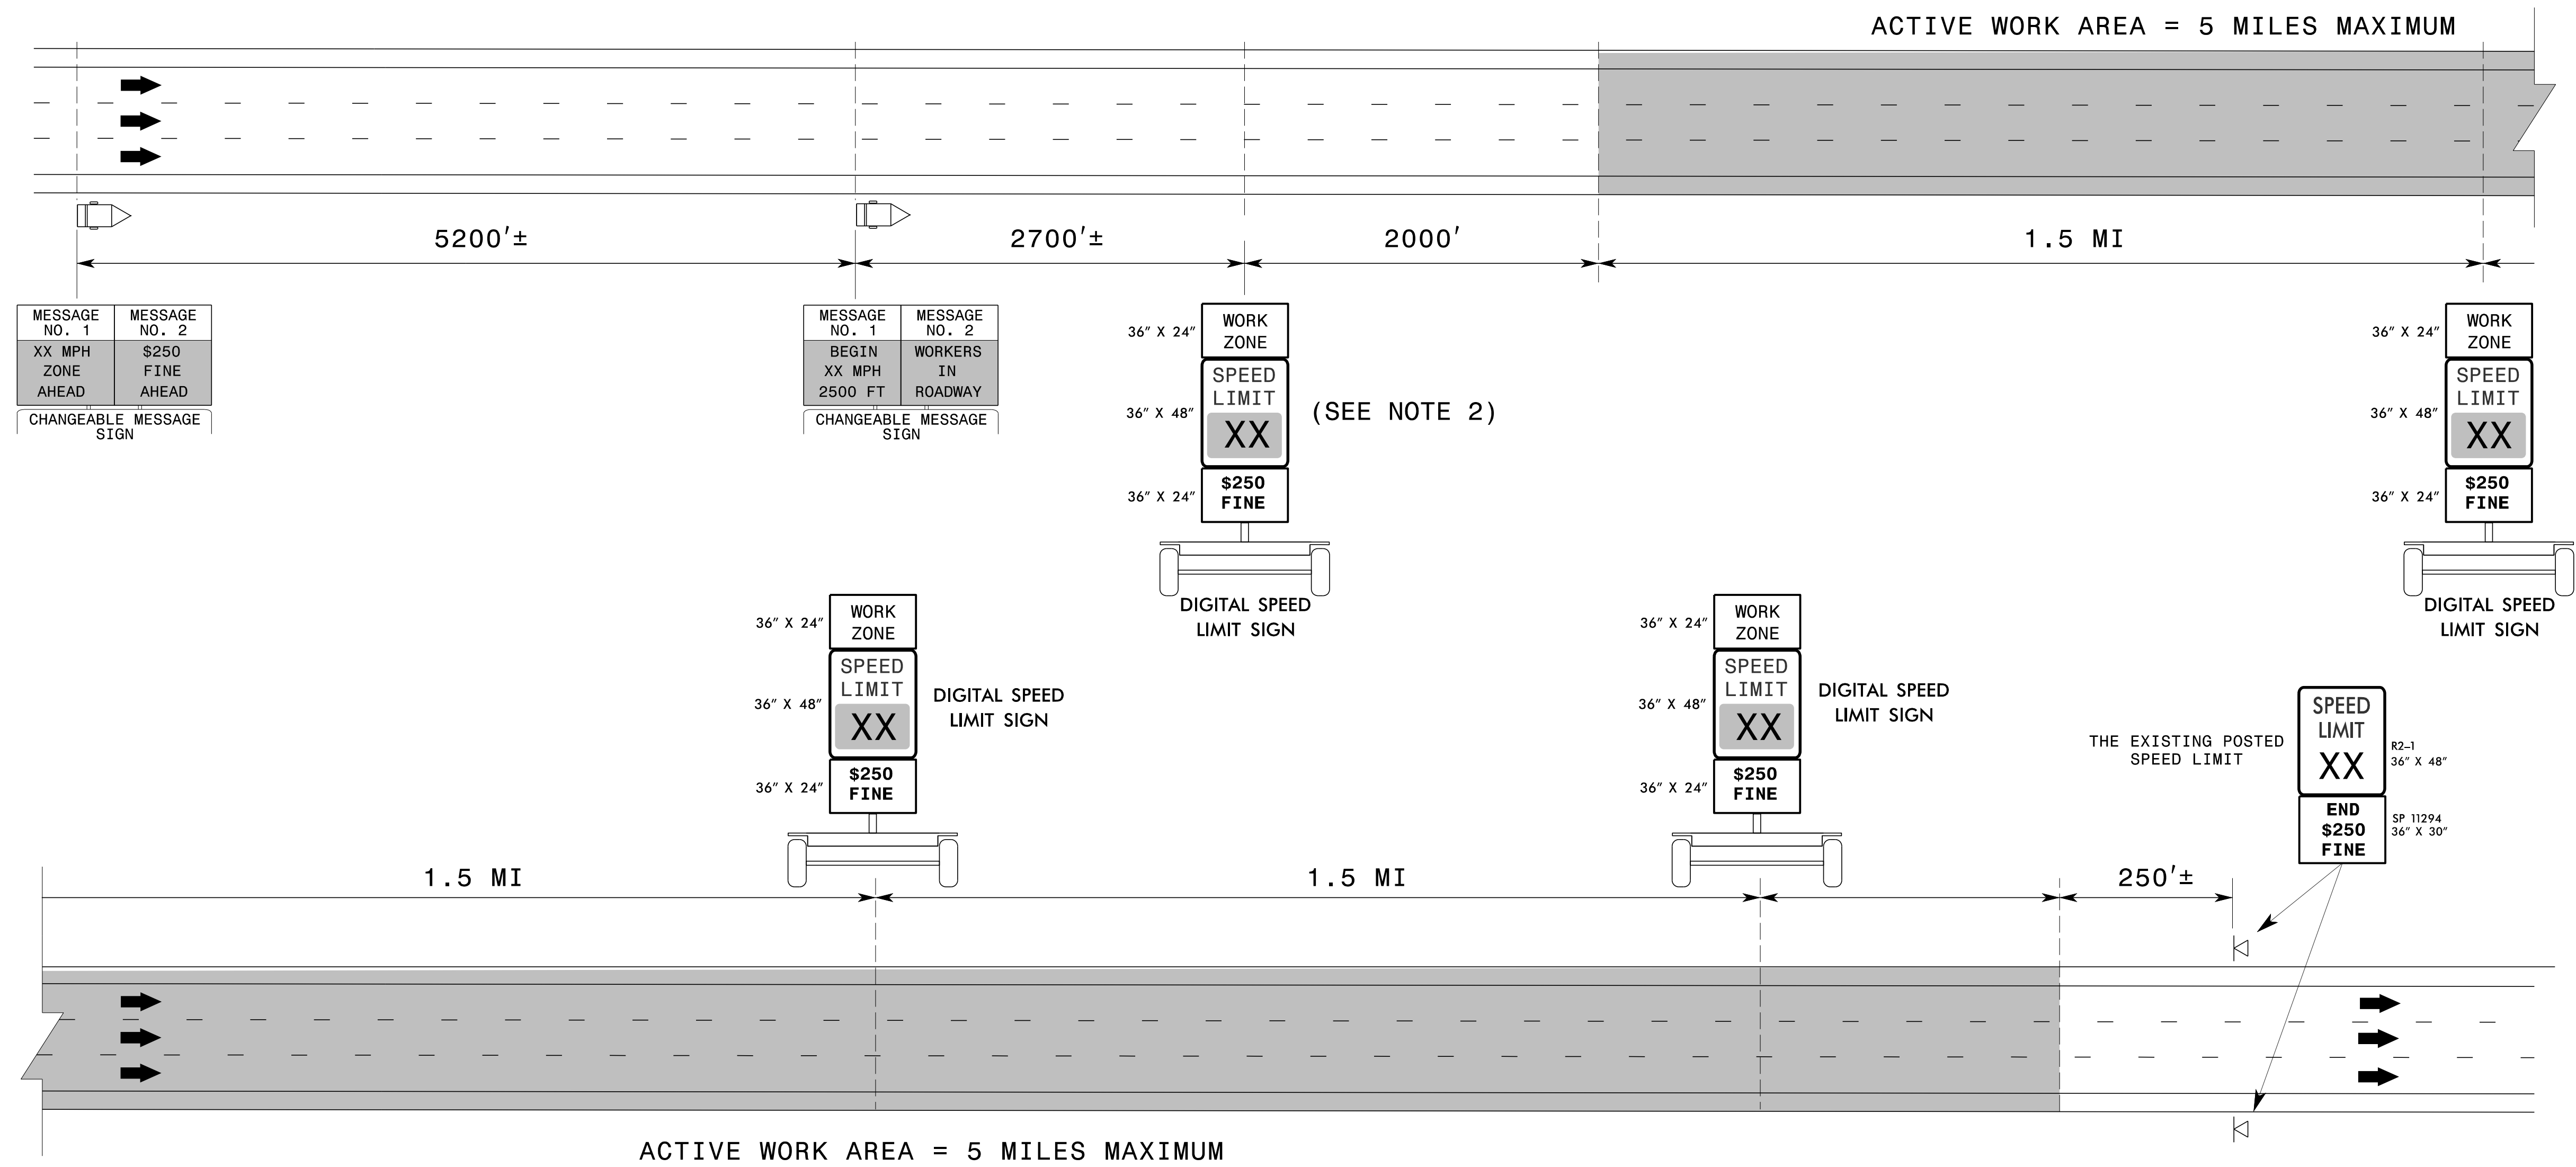 ACTIVE WORK AREA = 5 MILES MAXIMUM
5200'±
2700'±
2000'
1.5 MI
MESSAGE NO. 1
MESSAGE NO. 2
XX MPH
ZONE
AHEAD
$250
FINE
AHEAD
CHANGEABLE MESSAGE
SIGN
MESSAGE NO. 1
MESSAGE NO. 2
BEGIN
XX MPH
2500 FT
WORKERS
IN
ROADWAY
CHANGEABLE MESSAGE
SIGN
36" X 24"
WORK
ZONE
36" X 48"
SPEED
LIMIT
XX
(SEE NOTE 2)
36" X 24"
$250
FINE
DIGITAL SPEED
LIMIT SIGN
36" X 24"
WORK
ZONE
36" X 48"
SPEED
LIMIT
XX
36" X 24"
$250
FINE
DIGITAL SPEED
LIMIT SIGN
36" X 24"
WORK
ZONE
36" X 48"
SPEED
LIMIT
XX
DIGITAL SPEED
LIMIT SIGN
36" X 24"
$250
FINE
36" X 24"
WORK
ZONE
36" X 48"
SPEED
LIMIT
XX
DIGITAL SPEED
LIMIT SIGN
36" X 24"
$250
FINE
THE EXISTING POSTED
SPEED LIMIT
SPEED
LIMIT
XX
R2-1
36" X 48"
END
$250
FINE
SP 11294
36" X 30"
1.5 MI
1.5 MI
250'±
ACTIVE WORK AREA = 5 MILES MAXIMUM